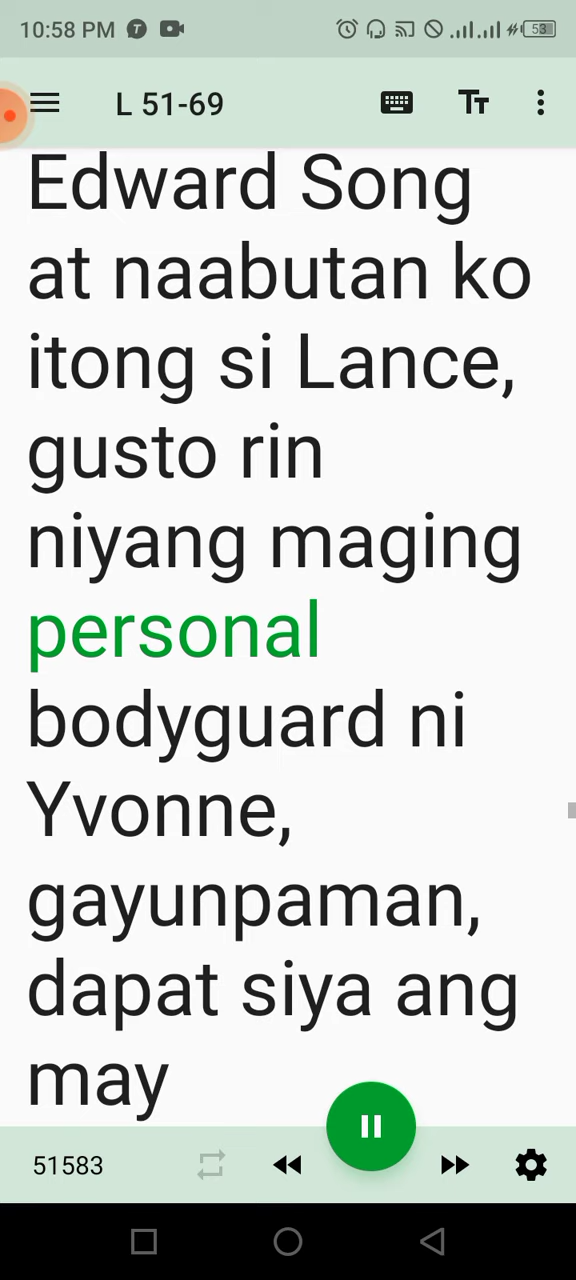 10:58 PM 53
L 51-69
Edward Song
at naabutan ko
itong si Lance,
gusto rin
niyang maging
personal
bodyguard ni
Yvonne,
gayunpaman,
dapat siya ang
may
51583